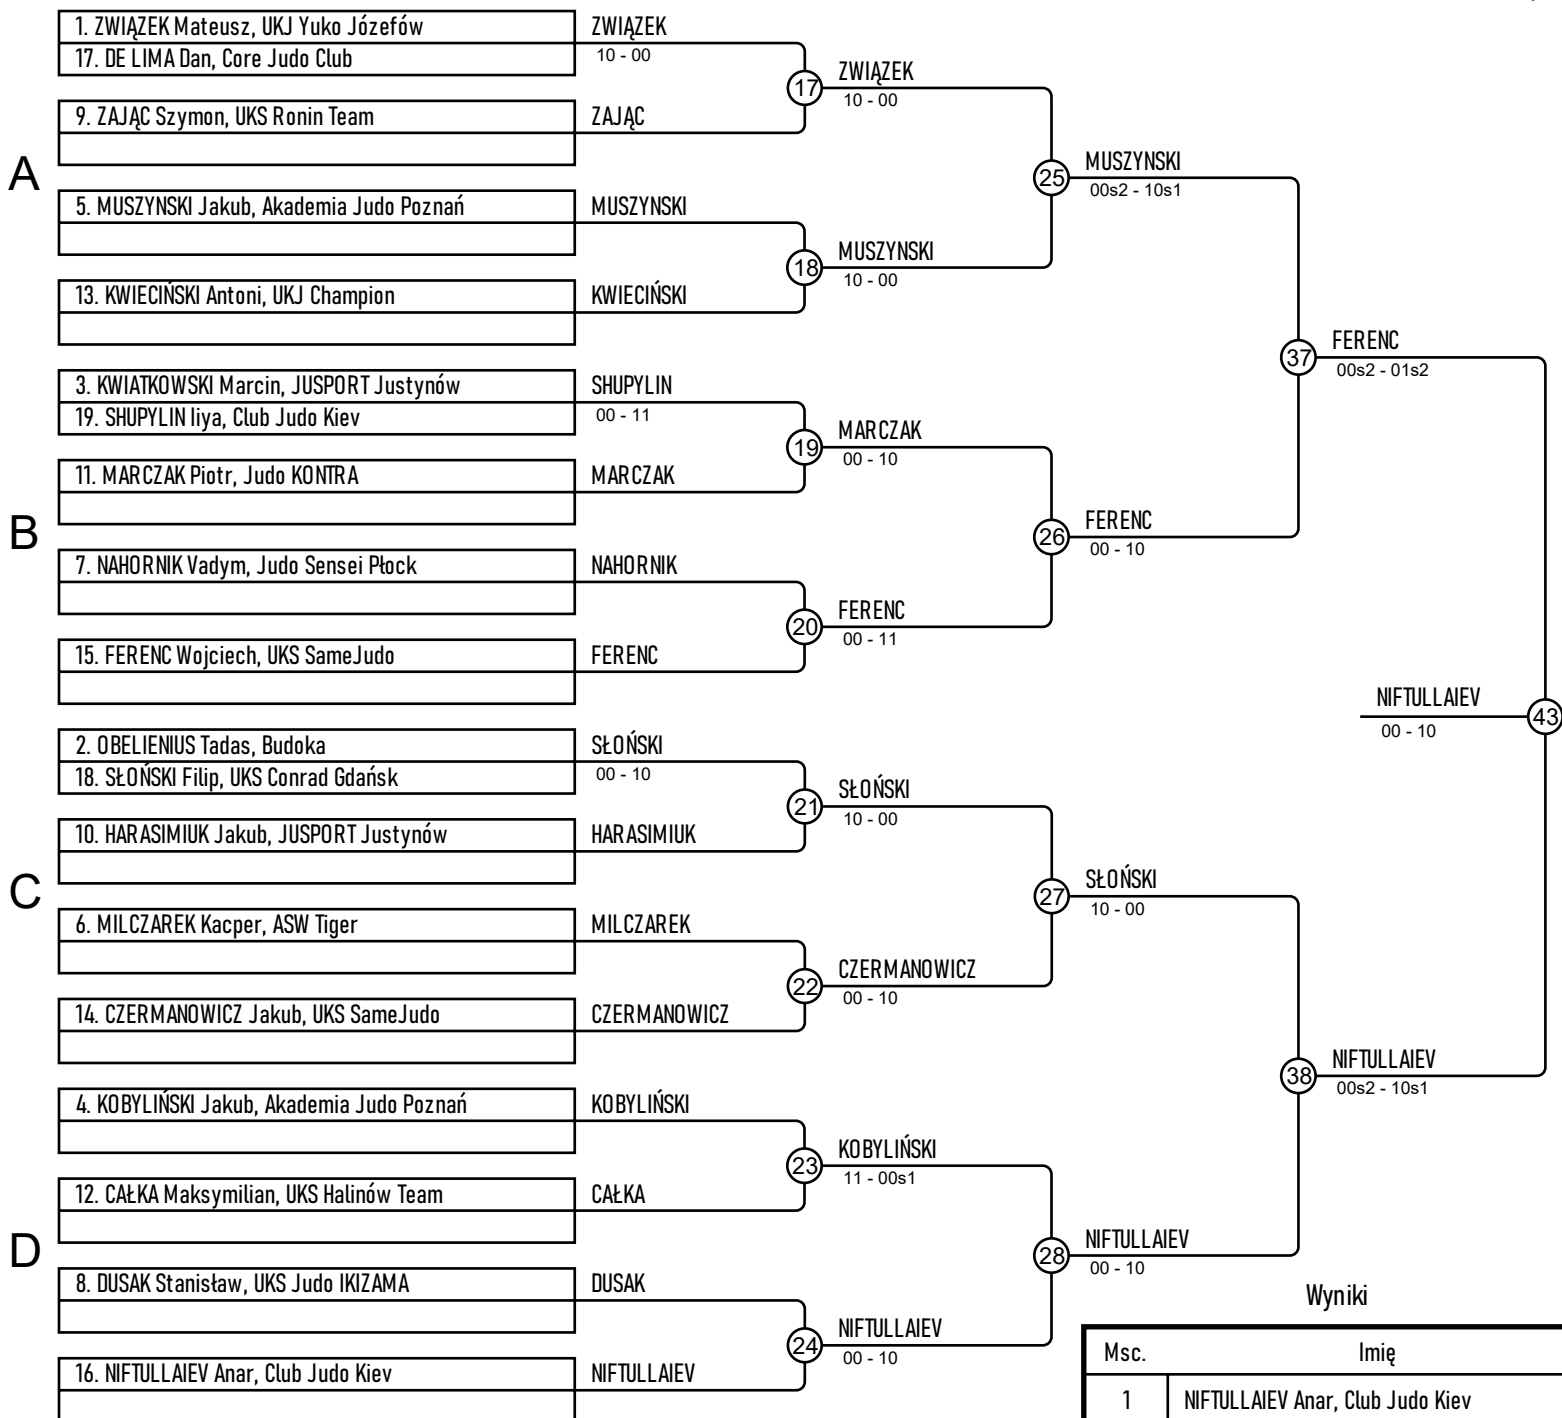 1. ZWIĄZEK Mateusz, UKJ Yuko Józefów
17. DE LIMA Dan, Core Judo Club
ZWIĄZEK
10 - 00
9. ZAJĄC Szymon, UKS Ronin Team
ZAJĄC
17
ZWIĄZEK
10 - 00
A
5. MUSZYNSKI Jakub, Akademia Judo Poznań
MUSZYNSKI
13. KWIECIŃSKI Antoni, UKJ Champion
KWIECIŃSKI
18
MUSZYNSKI
10 - 00
25
MUSZYNSKI
00s2 - 10s1
3. KWIATKOWSKI Marcin, JUSPORT Justynów
19. SHUPYLIN Iiya, Club Judo Kiev
SHUPYLIN
00 - 11
11. MARCZAK Piotr, Judo KONTRA
MARCZAK
19
MARCZAK
00 - 10
B
7. NAHORNIK Vadym, Judo Sensei Płock
NAHORNIK
15. FERENC Wojciech, UKS SameJudo
FERENC
20
FERENC
00 - 11
26
FERENC
00 - 10
37
FERENC
00s2 - 01s2
2. OBELIENIUS Tadas, Budoka
18. SŁOŃSKI Filip, UKS Conrad Gdańsk
SŁOŃSKI
00 - 10
10. HARASIMIUK Jakub, JUSPORT Justynów
HARASIMIUK
21
SŁOŃSKI
10 - 00
C
6. MILCZAREK Kacper, ASW Tiger
MILCZAREK
14. CZERMANOWICZ Jakub, UKS SameJudo
CZERMANOWICZ
22
CZERMANOWICZ
00 - 10
27
SŁOŃSKI
10 - 00
4. KOBYLIŃSKI Jakub, Akademia Judo Poznań
KOBYLIŃSKI
12. CAŁKA Maksymilian, UKS Halinów Team
CAŁKA
23
KOBYLIŃSKI
11 - 00s1
D
8. DUSAK Stanisław, UKS Judo IKIZAMA
DUSAK
16. NIFTULLAIEV Anar, Club Judo Kiev
NIFTULLAIEV
24
NIFTULLAIEV
00 - 10
28
NIFTULLAIEV
00 - 10
38
NIFTULLAIEV
00s2 - 10s1
NIFTULLAIEV
00 - 10
43
Wyniki
Msc. Imię
1 NIFTULLAIEV Anar, Club Judo Kiev